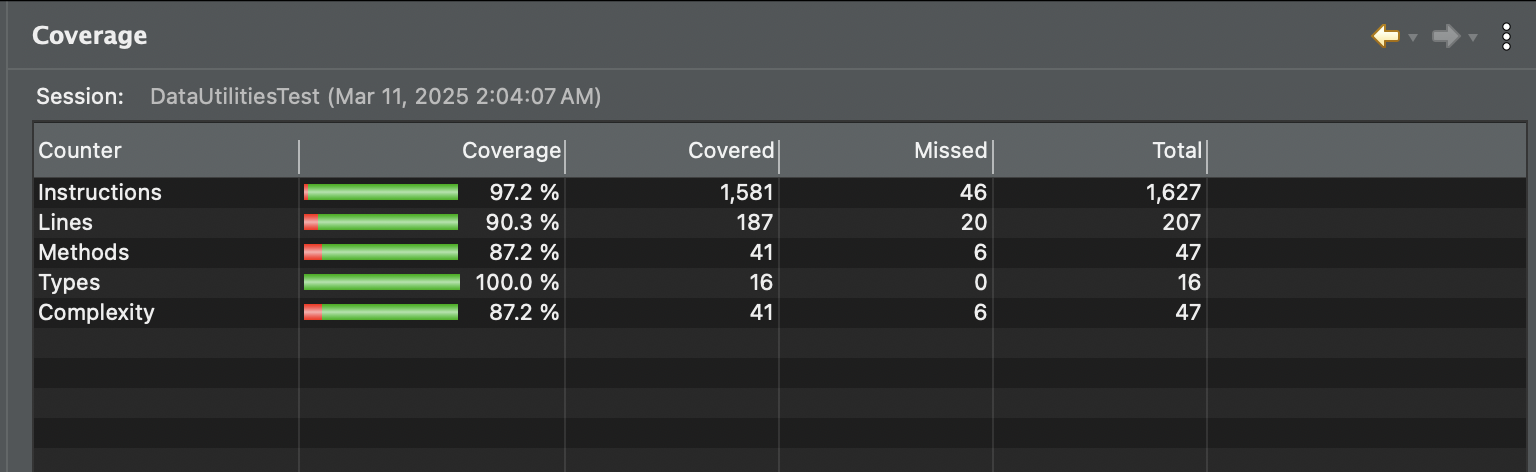 Coverage
Session: DataUtilitiesTest (Mar 11, 2025 2:04:07 AM)
Counter Coverage Covered Missed Total
Instructions 97.2 % 1,581 46 1,627
Lines 90.3 % 187 20 207
Methods 87.2 % 41 6 47
Types 100.0 % 16 0 16
Complexity 87.2 % 41 6 47